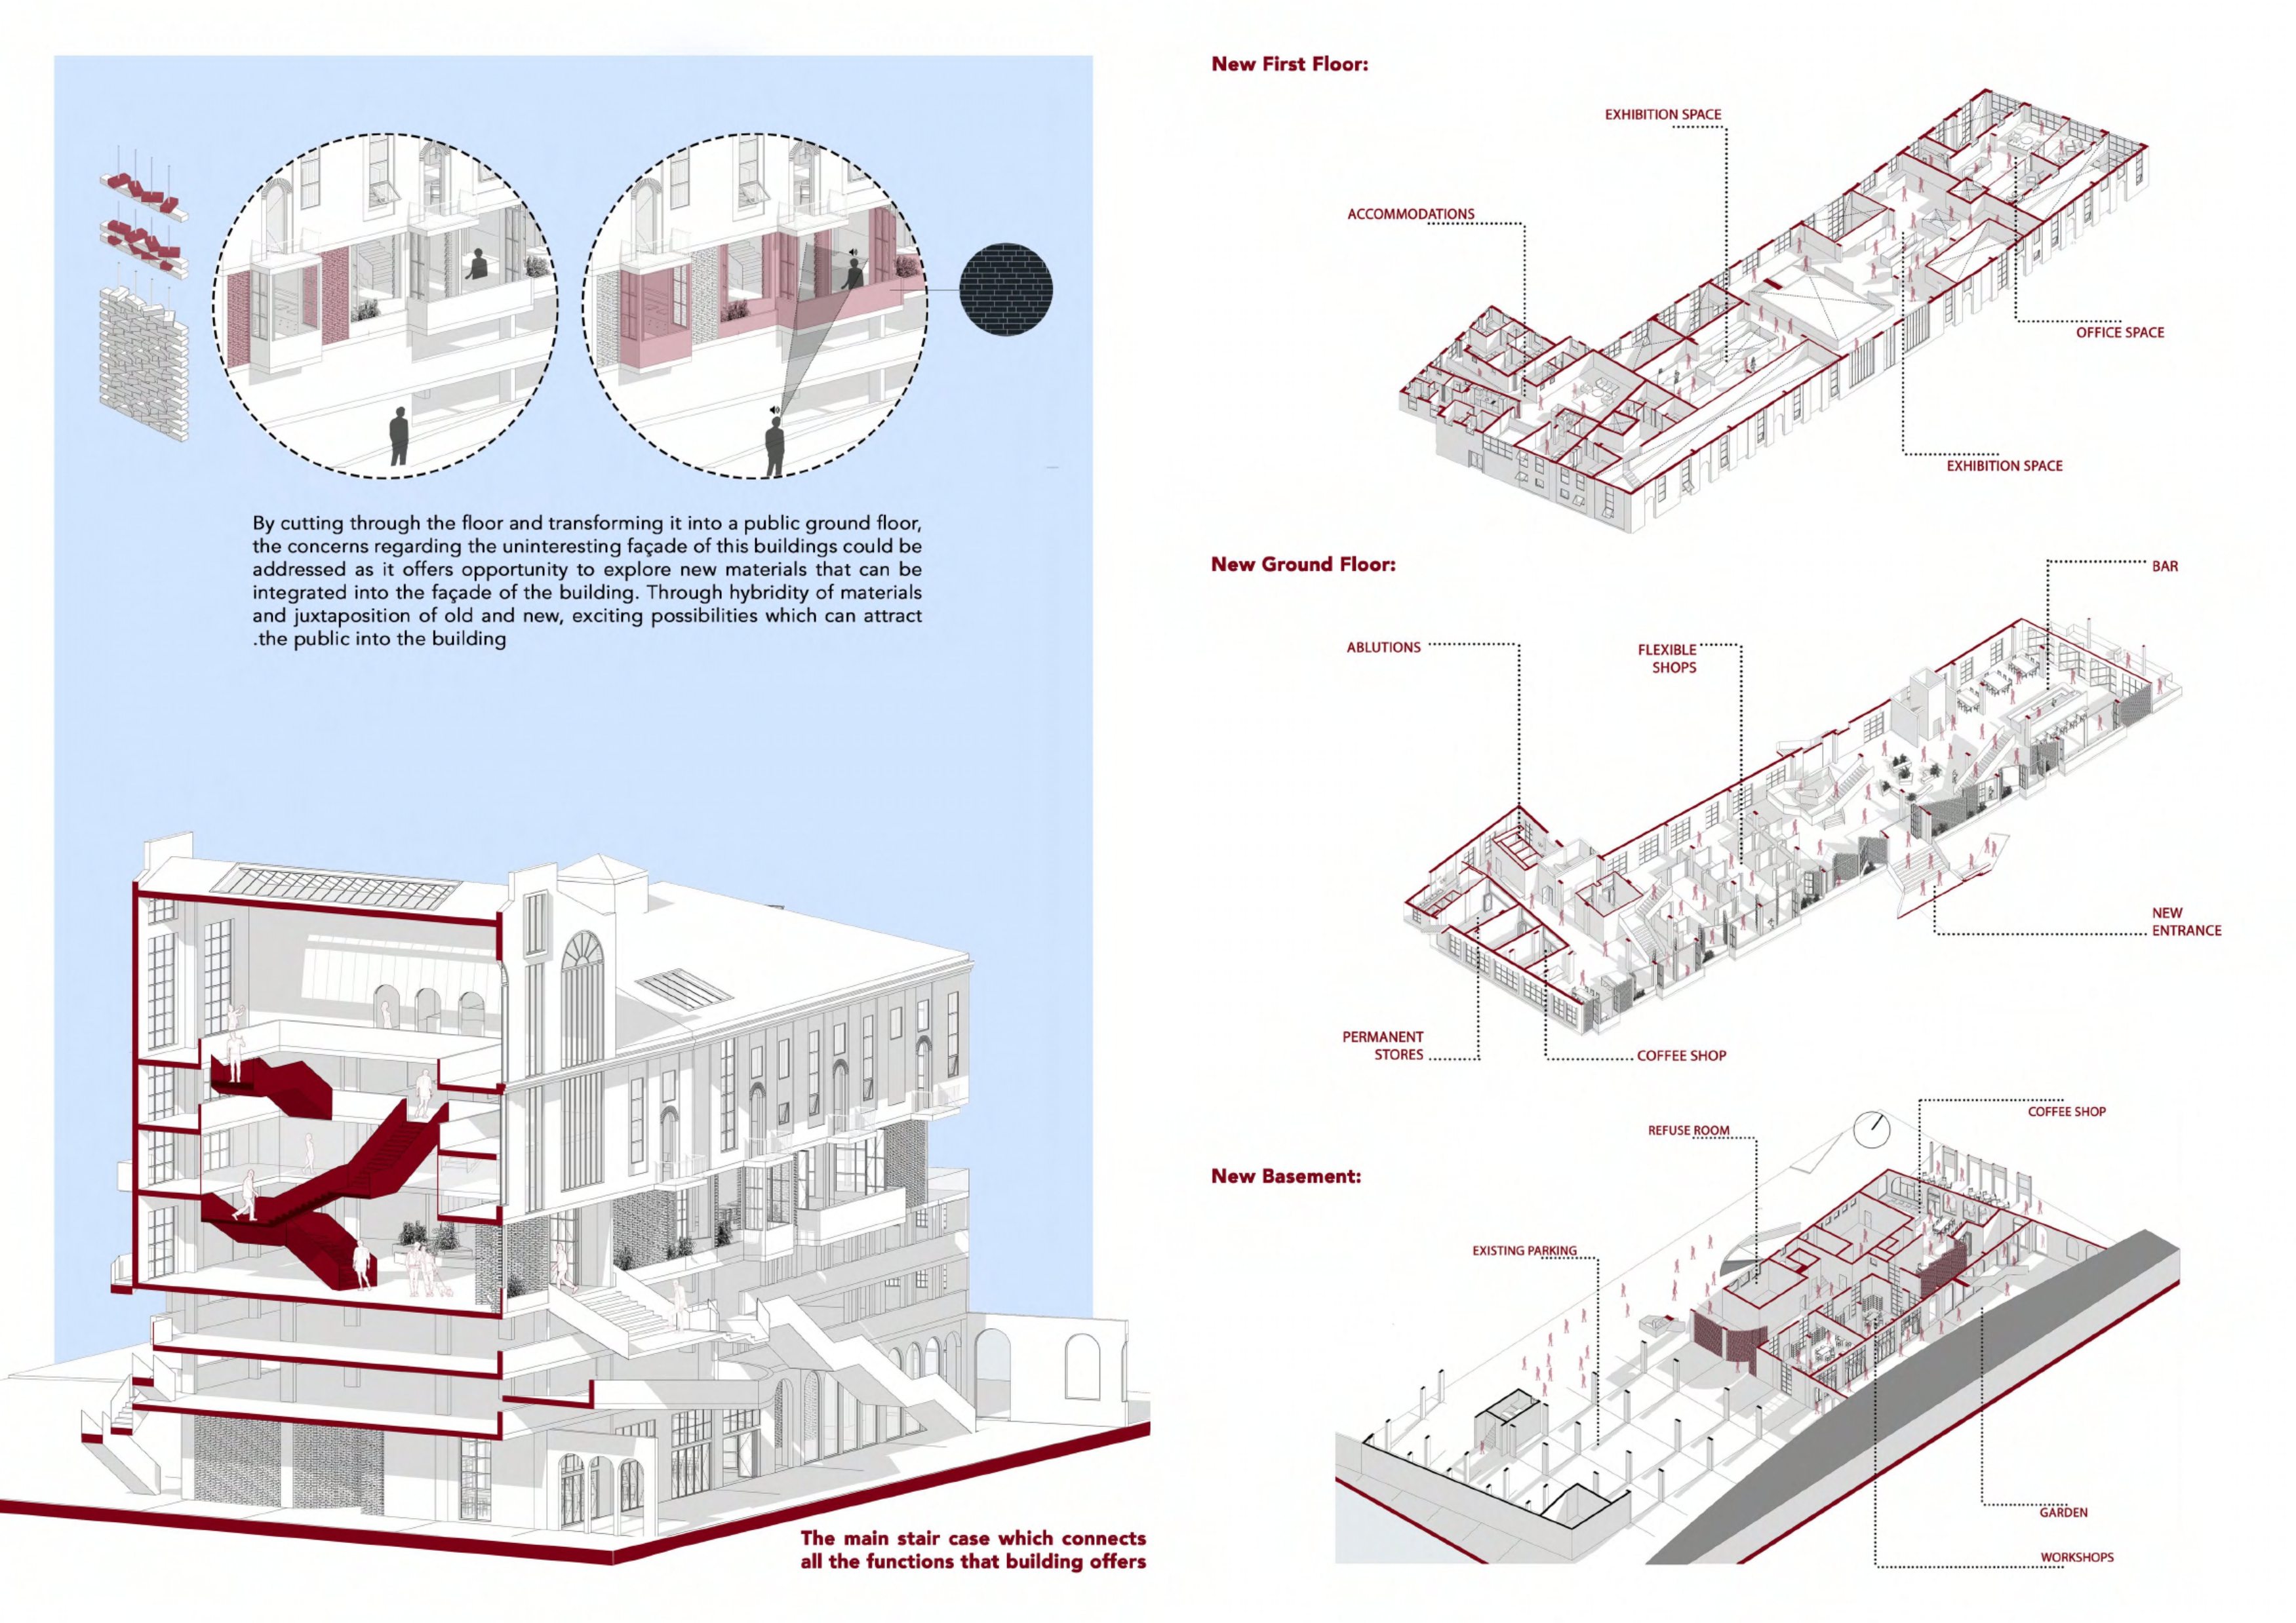 By cutting through the floor and transforming it into a public ground floor,
the concerns regarding the uninteresting façade of this buildings could be
addressed as it offers opportunity to explore new materials that can be
integrated into the façade of the building. Through hybridity of materials
and juxtaposition of old and new, exciting possibilities which can attract
.the public into the building
The main stair case which connects
all the functions that building offers
New First Floor:
EXHIBITION SPACE
ACCOMMODATIONS
OFFICE SPACE
EXHIBITION SPACE
New Ground Floor:
BAR
ABLUTIONS
FLEXIBLE
SHOPS
NEW
ENTRANCE
PERMANENT
STORES
COFFEE SHOP
New Basement:
COFFEE SHOP
REFUSE ROOM
EXISTING PARKING
GARDEN
WORKSHOPS